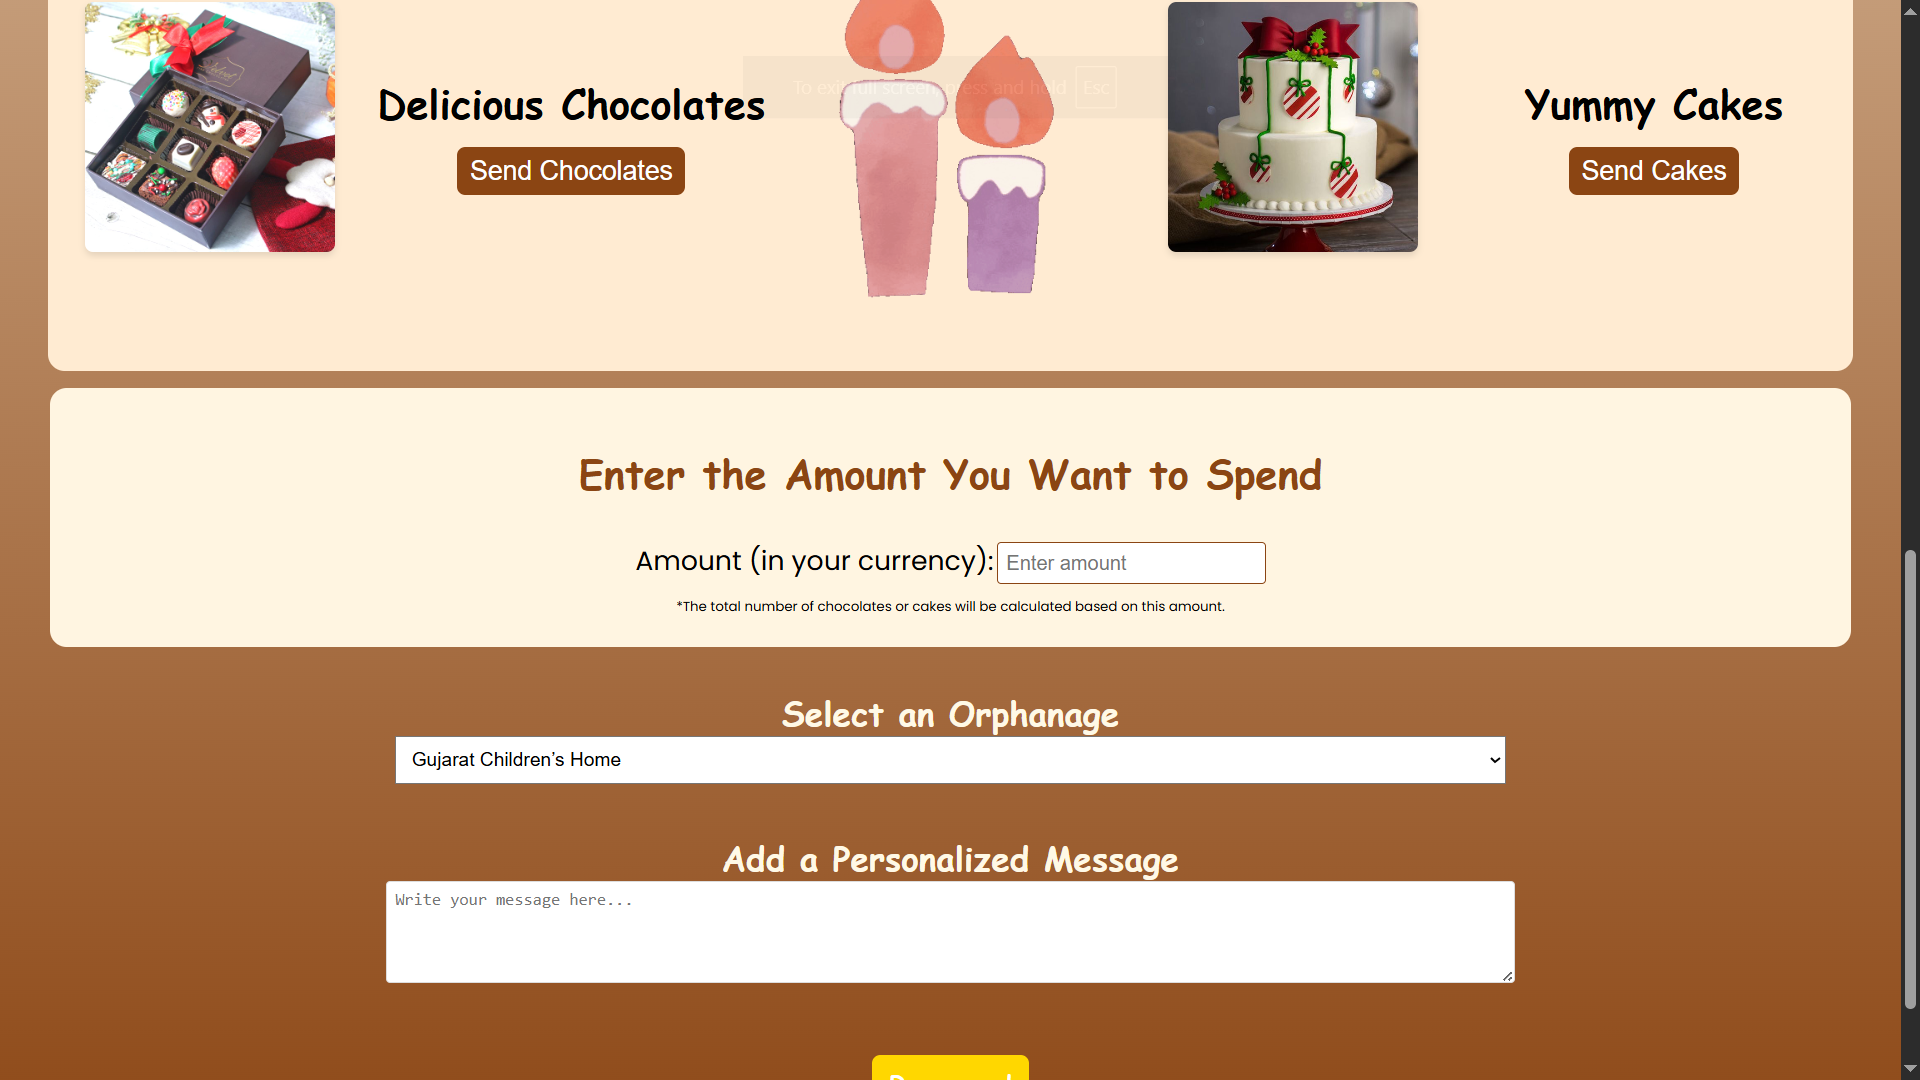 Delicious Chocolates
Send Chocolates
To exit full screen, press and hold Esc
Yummy Cakes
Send Cakes
Enter the Amount You Want to Spend
Amount (in your currency): Enter amount
*The total number of chocolates or cakes will be calculated based on this amount.
Select an Orphanage
Gujarat Children’s Home
Add a Personalized Message
Write your message here...